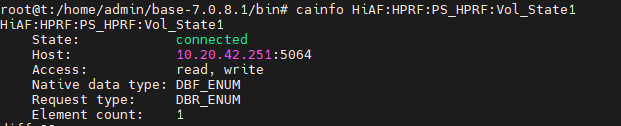 root@t:/home/admin/base-7.0.8.1/bin# cainfo HiAF:HPRF:PS_HPRF:Vol_State1
HiAF:HPRF:PS_HPRF:Vol_State1
State: connected
Host: 10.20.42.251:5064
Access: read, write
Native data type: DBF_ENUM
Request type: DBR_ENUM
Element count: 1